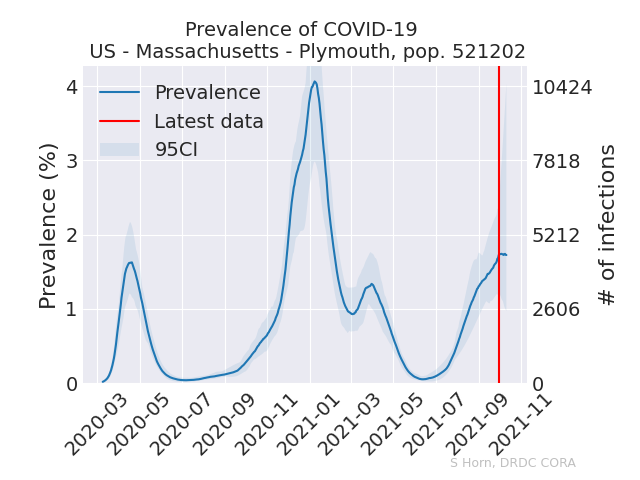 Prevalence of COVID-19
US - Massachusetts - Plymouth, pop. 521202
Prevalence
Latest data
95CI
Prevalence (%)
4
3
2
1
0
# of infections
10424
7818
5212
2606
0
2020-03
2020-05
2020-07
2020-09
2020-11
2021-01
2021-03
2021-05
2021-07
2021-09
2021-11
S Horn, DRDC CORA